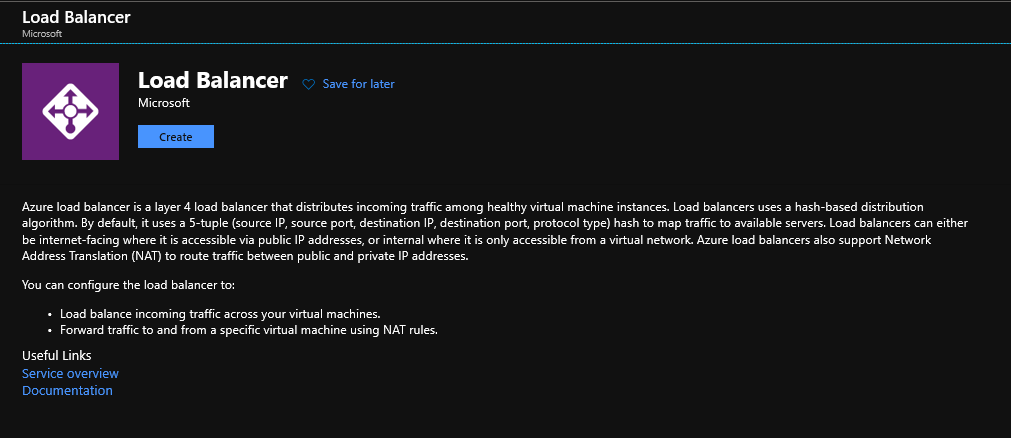 Load Balancer
Microsoft
Load Balancer
Save for later
Microsoft
Create
Azure load balancer is a layer 4 load balancer that distributes incoming traffic among healthy virtual machine instances. Load balancers uses a hash-based distribution
algorithm. By default, it uses a 5-tuple (source IP, source port, destination IP, destination port, protocol type) hash to map traffic to available servers. Load balancers can either
be internet-facing where it is accessible via public IP addresses, or internal where it is only accessible from a virtual network. Azure load balancers also support Network
Address Translation (NAT) to route traffic between public and private IP addresses.
You can configure the load balancer to:
• Load balance incoming traffic across your virtual machines.
• Forward traffic to and from a specific virtual machine using NAT rules.
Useful Links
Service overview
Documentation